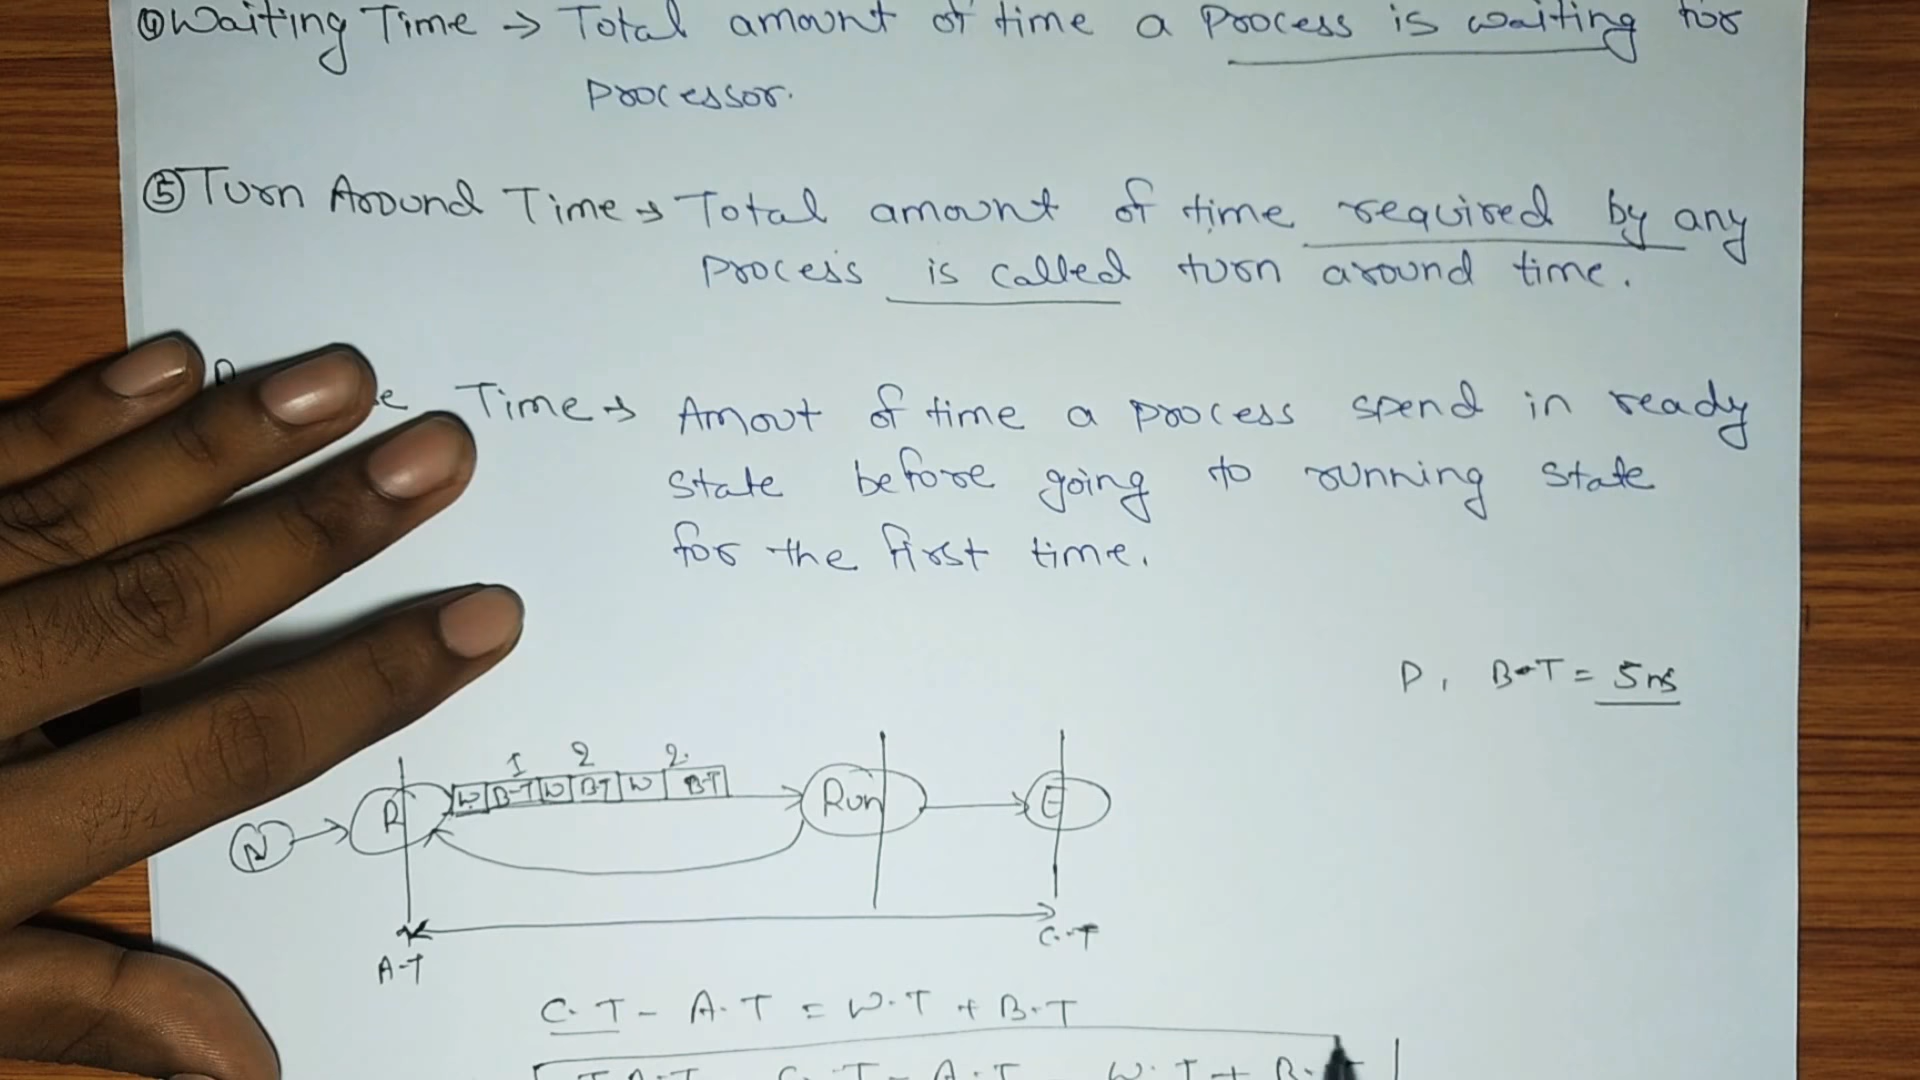 ④ Waiting Time → Total amount of time a process is waiting for
processor.
⑤ Turn Around Time → Total amount of time required by any
process is called turn around time.
Time → Amout of time a process spend in ready
state before going to running state
for the first time.
P1 B.T = 5ns
1 2 2
W B-T W B-T W B-T
N R Run E
A-T C.T
C.T - A.T = W.T + B.T
T.A.T C.T - A.T W.T + B.T